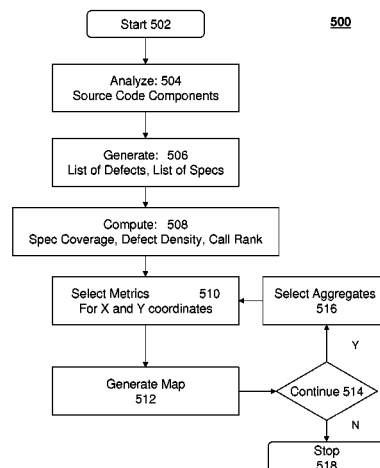 Start 502
500
Analyze: 504
Source Code Components
Generate: 506
List of Defects, List of Specs
Compute: 508
Spec Coverage, Defect Density, Call Rank
Select Metrics 510
For X and Y coordinates
Select Aggregates
516
Y
Generate Map
512
Continue 514
N
Stop
518